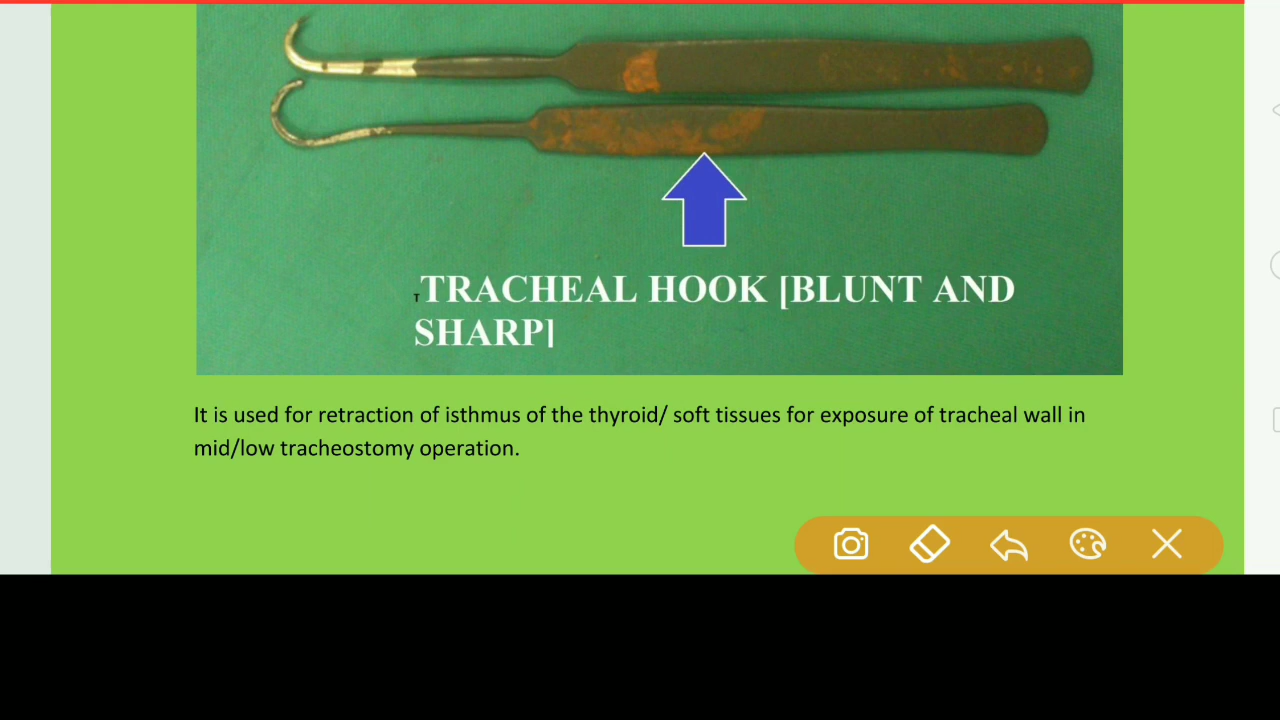 TTRACHEAL HOOK [BLUNT AND
SHARP]
It is used for retraction of isthmus of the thyroid/ soft tissues for exposure of tracheal wall in
mid/low tracheostomy operation.